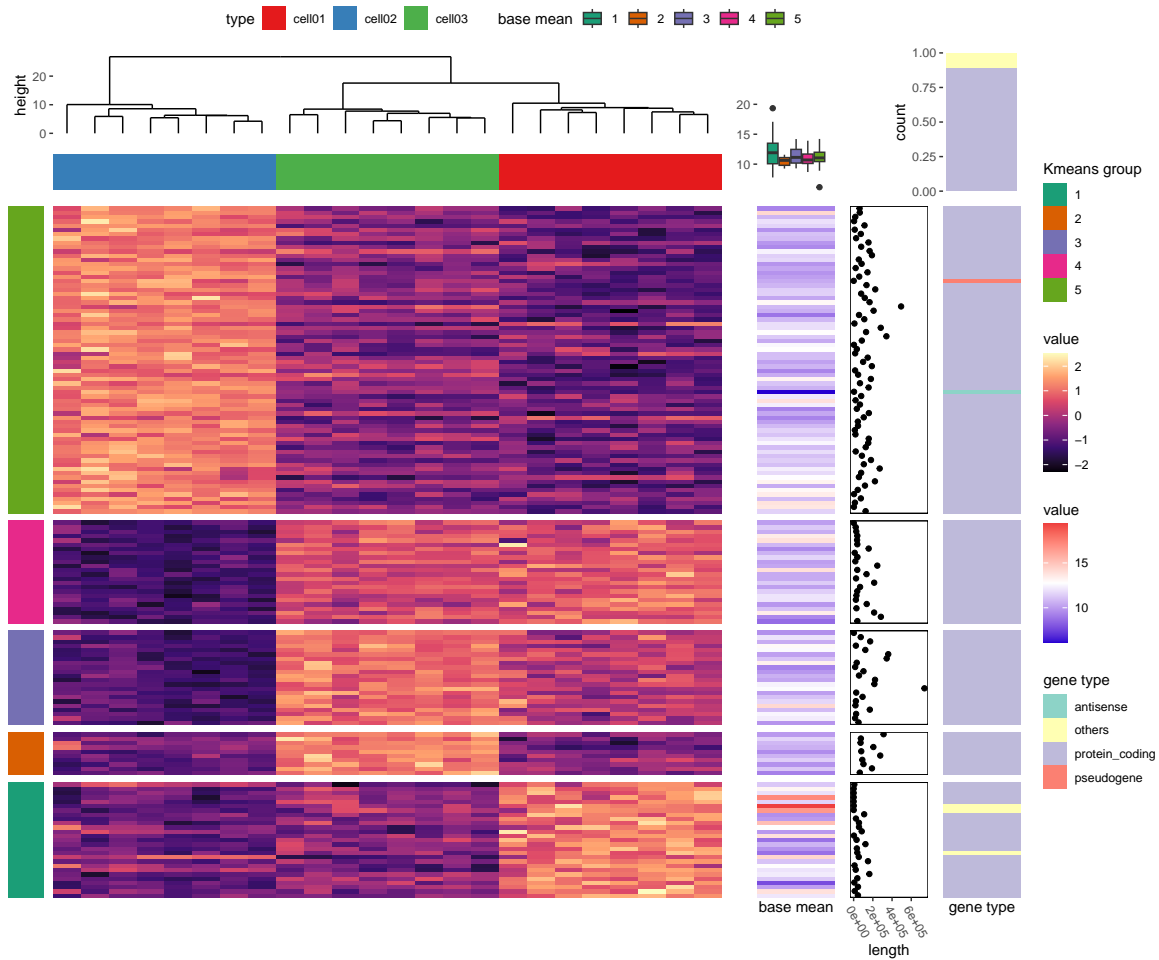 type cell01 cell02 cell03 base mean 1 2 3 4 5
height
20
10
0
20
15
10
count
1.00
0.75
0.50
0.25
0.00
Kmeans group
1
2
3
4
5
value
2
1
0
−1
−2
value
15
10
gene type
antisense
others
protein_coding
pseudogene
base mean
0e+00
2e+05
4e+05
6e+05
length
gene type